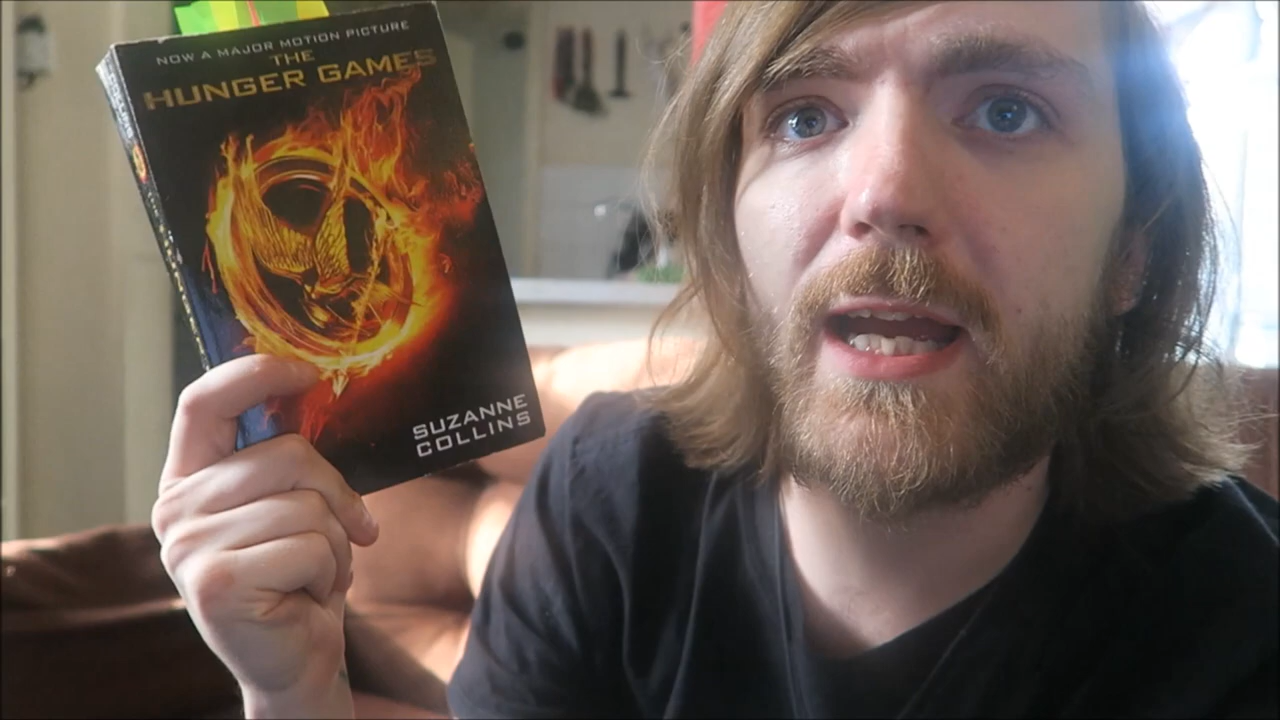 NOW A MAJOR MOTION PICTURE
THE
HUNGER GAMES
SUZANNE
COLLINS